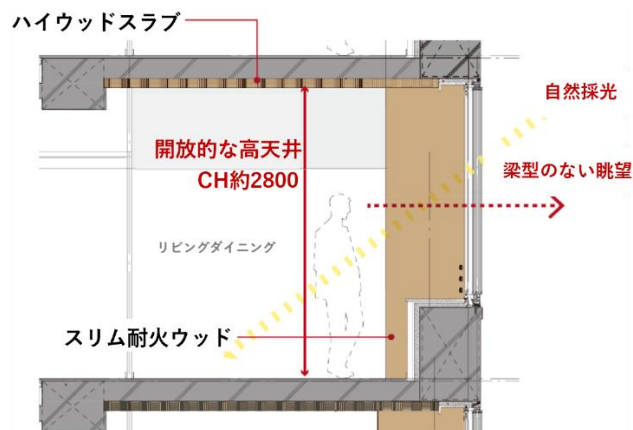 ハイウッドスラブ
自然採光
開放的な高天井
CH約2800
梁型のない眺望
リビングダイニング
スリム耐火ウッド